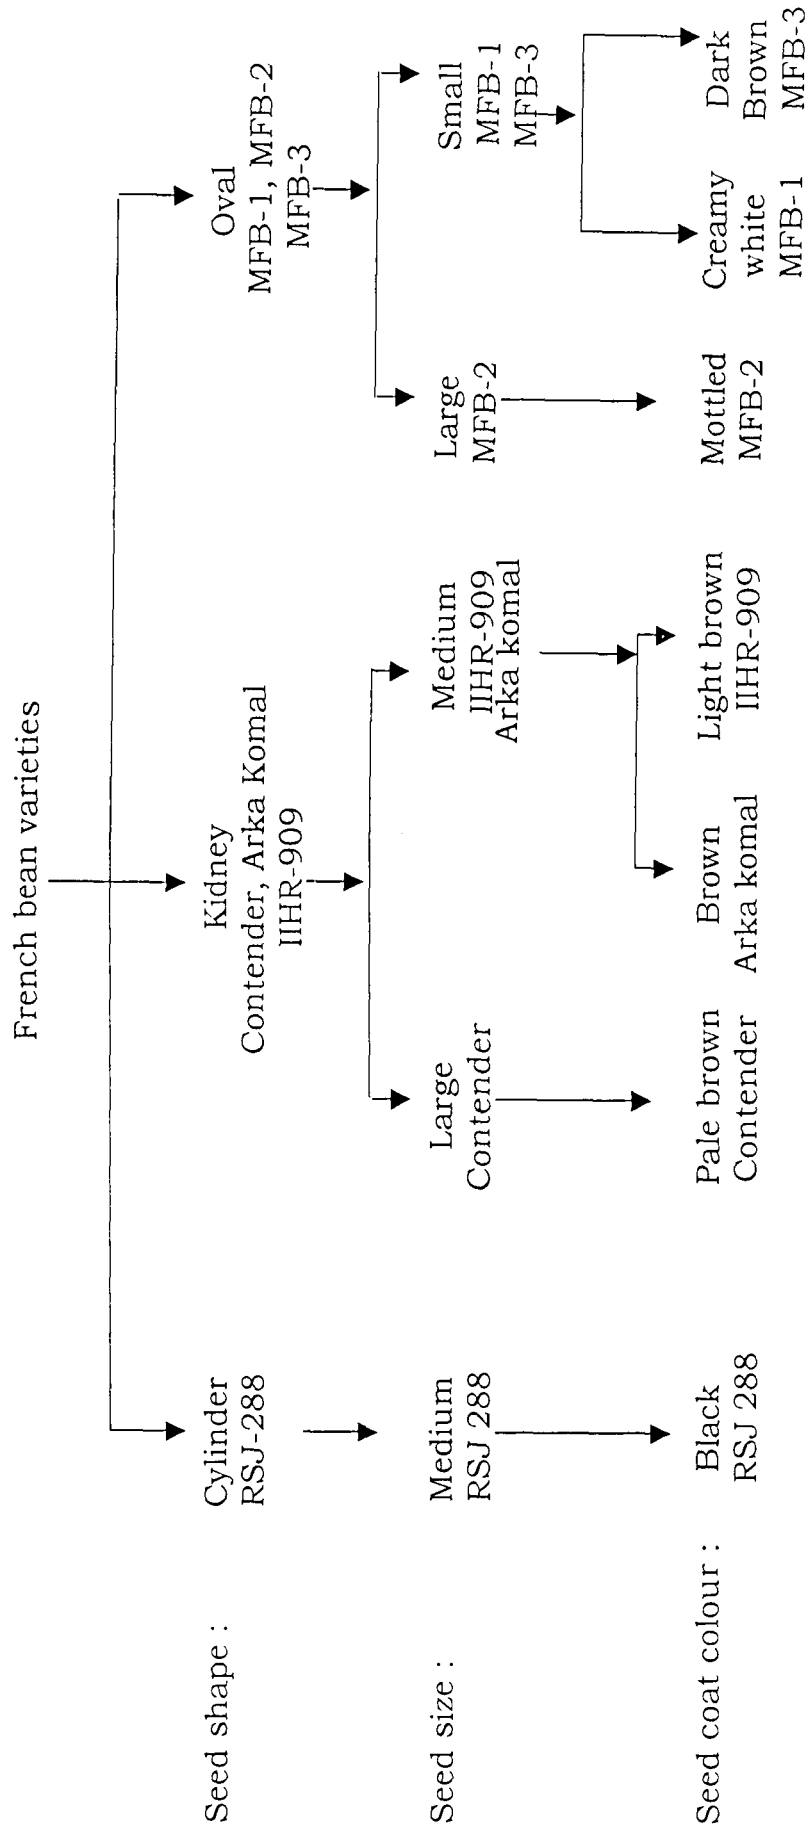 French bean varieties
Seed shape :
Cylinder
RSJ-288
Kidney
Contender, Arka Komal
IIHR-909
Oval
MFB-1, MFB-2
MFB-3
Seed size :
Medium
RSJ 288
Large
Contender
Medium
IIHR-909
Arka komal
Large
MFB-2
Small
MFB-1
MFB-3
Seed coat colour :
Black
RSJ 288
Pale brown
Contender
Brown
Arka komal
Light brown
IIHR-909
Mottled
MFB-2
Creamy
white
MFB-1
Dark
Brown
MFB-3